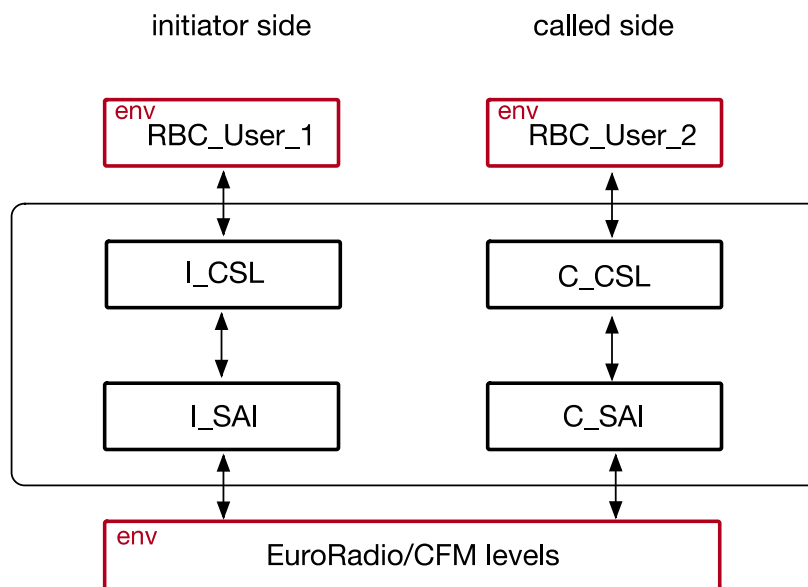 initiator side called side
env env
RBC_User_1 RBC_User_2
I_CSL C_CSL
I_SAI C_SAI
env
EuroRadio/CFM levels